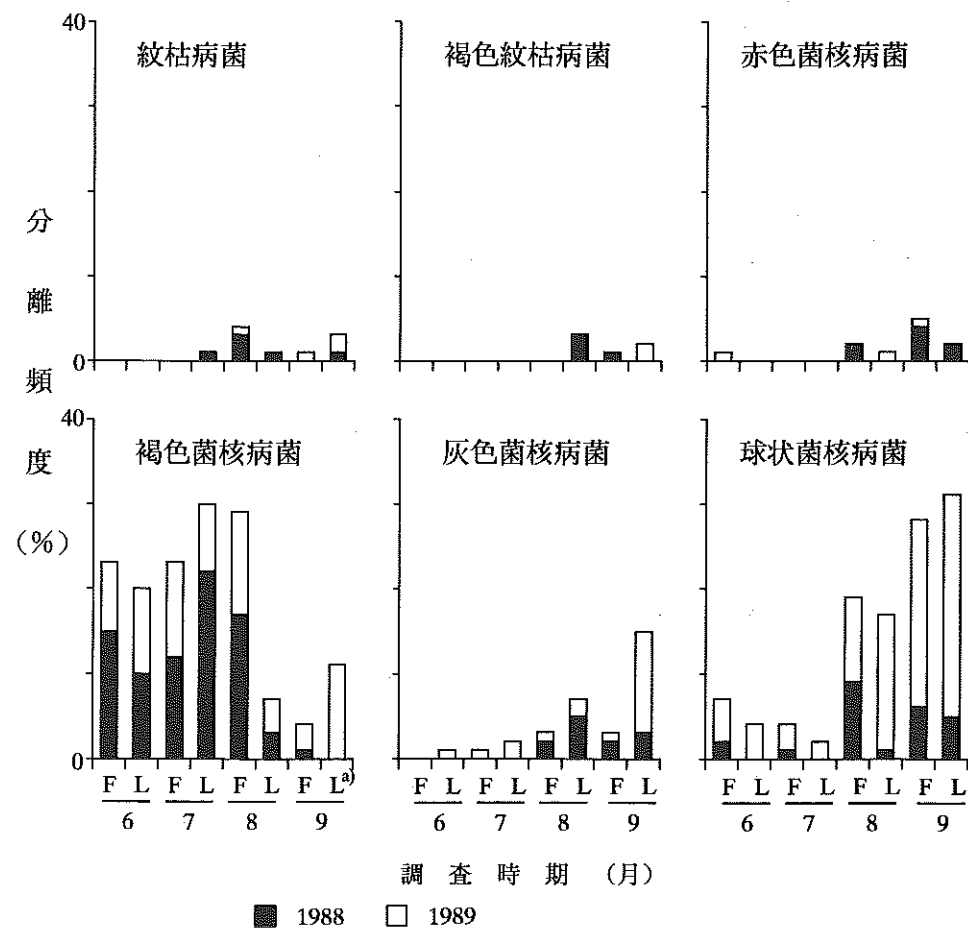 40
紋枯病菌
褐色紋枯病菌
赤色菌核病菌
0
分離頻度(%)
40
褐色菌核病菌
灰色菌核病菌
球状菌核病菌
0
F L F L F L F L a)
6 7 8 9
F L F L F L F L
6 7 8 9
F L F L F L F L
6 7 8 9
調査時期 (月)
1988 1989